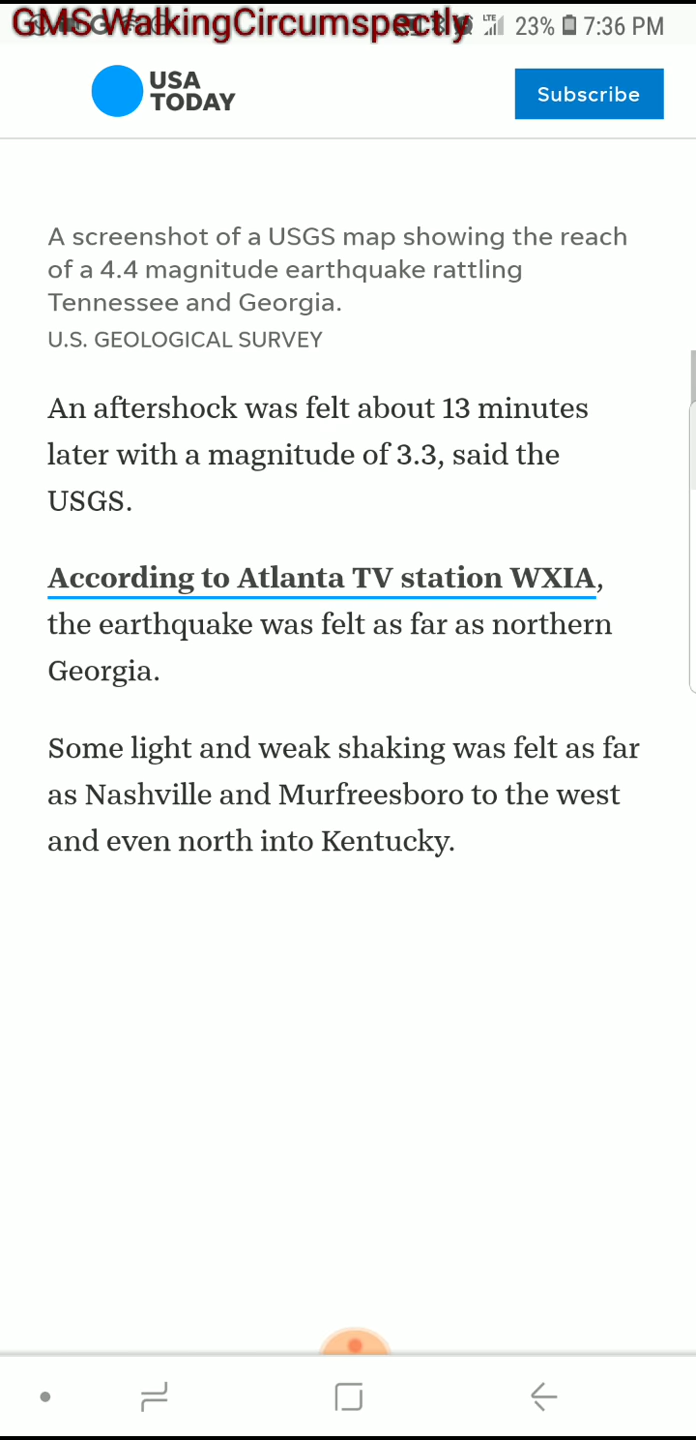 GMS WalkingCircumspectly
LTE 23% 7:36 PM
USA
TODAY
Subscribe
A screenshot of a USGS map showing the reach
of a 4.4 magnitude earthquake rattling
Tennessee and Georgia.
U.S. GEOLOGICAL SURVEY
An aftershock was felt about 13 minutes
later with a magnitude of 3.3, said the
USGS.
According to Atlanta TV station WXIA,
the earthquake was felt as far as northern
Georgia.
Some light and weak shaking was felt as far
as Nashville and Murfreesboro to the west
and even north into Kentucky.